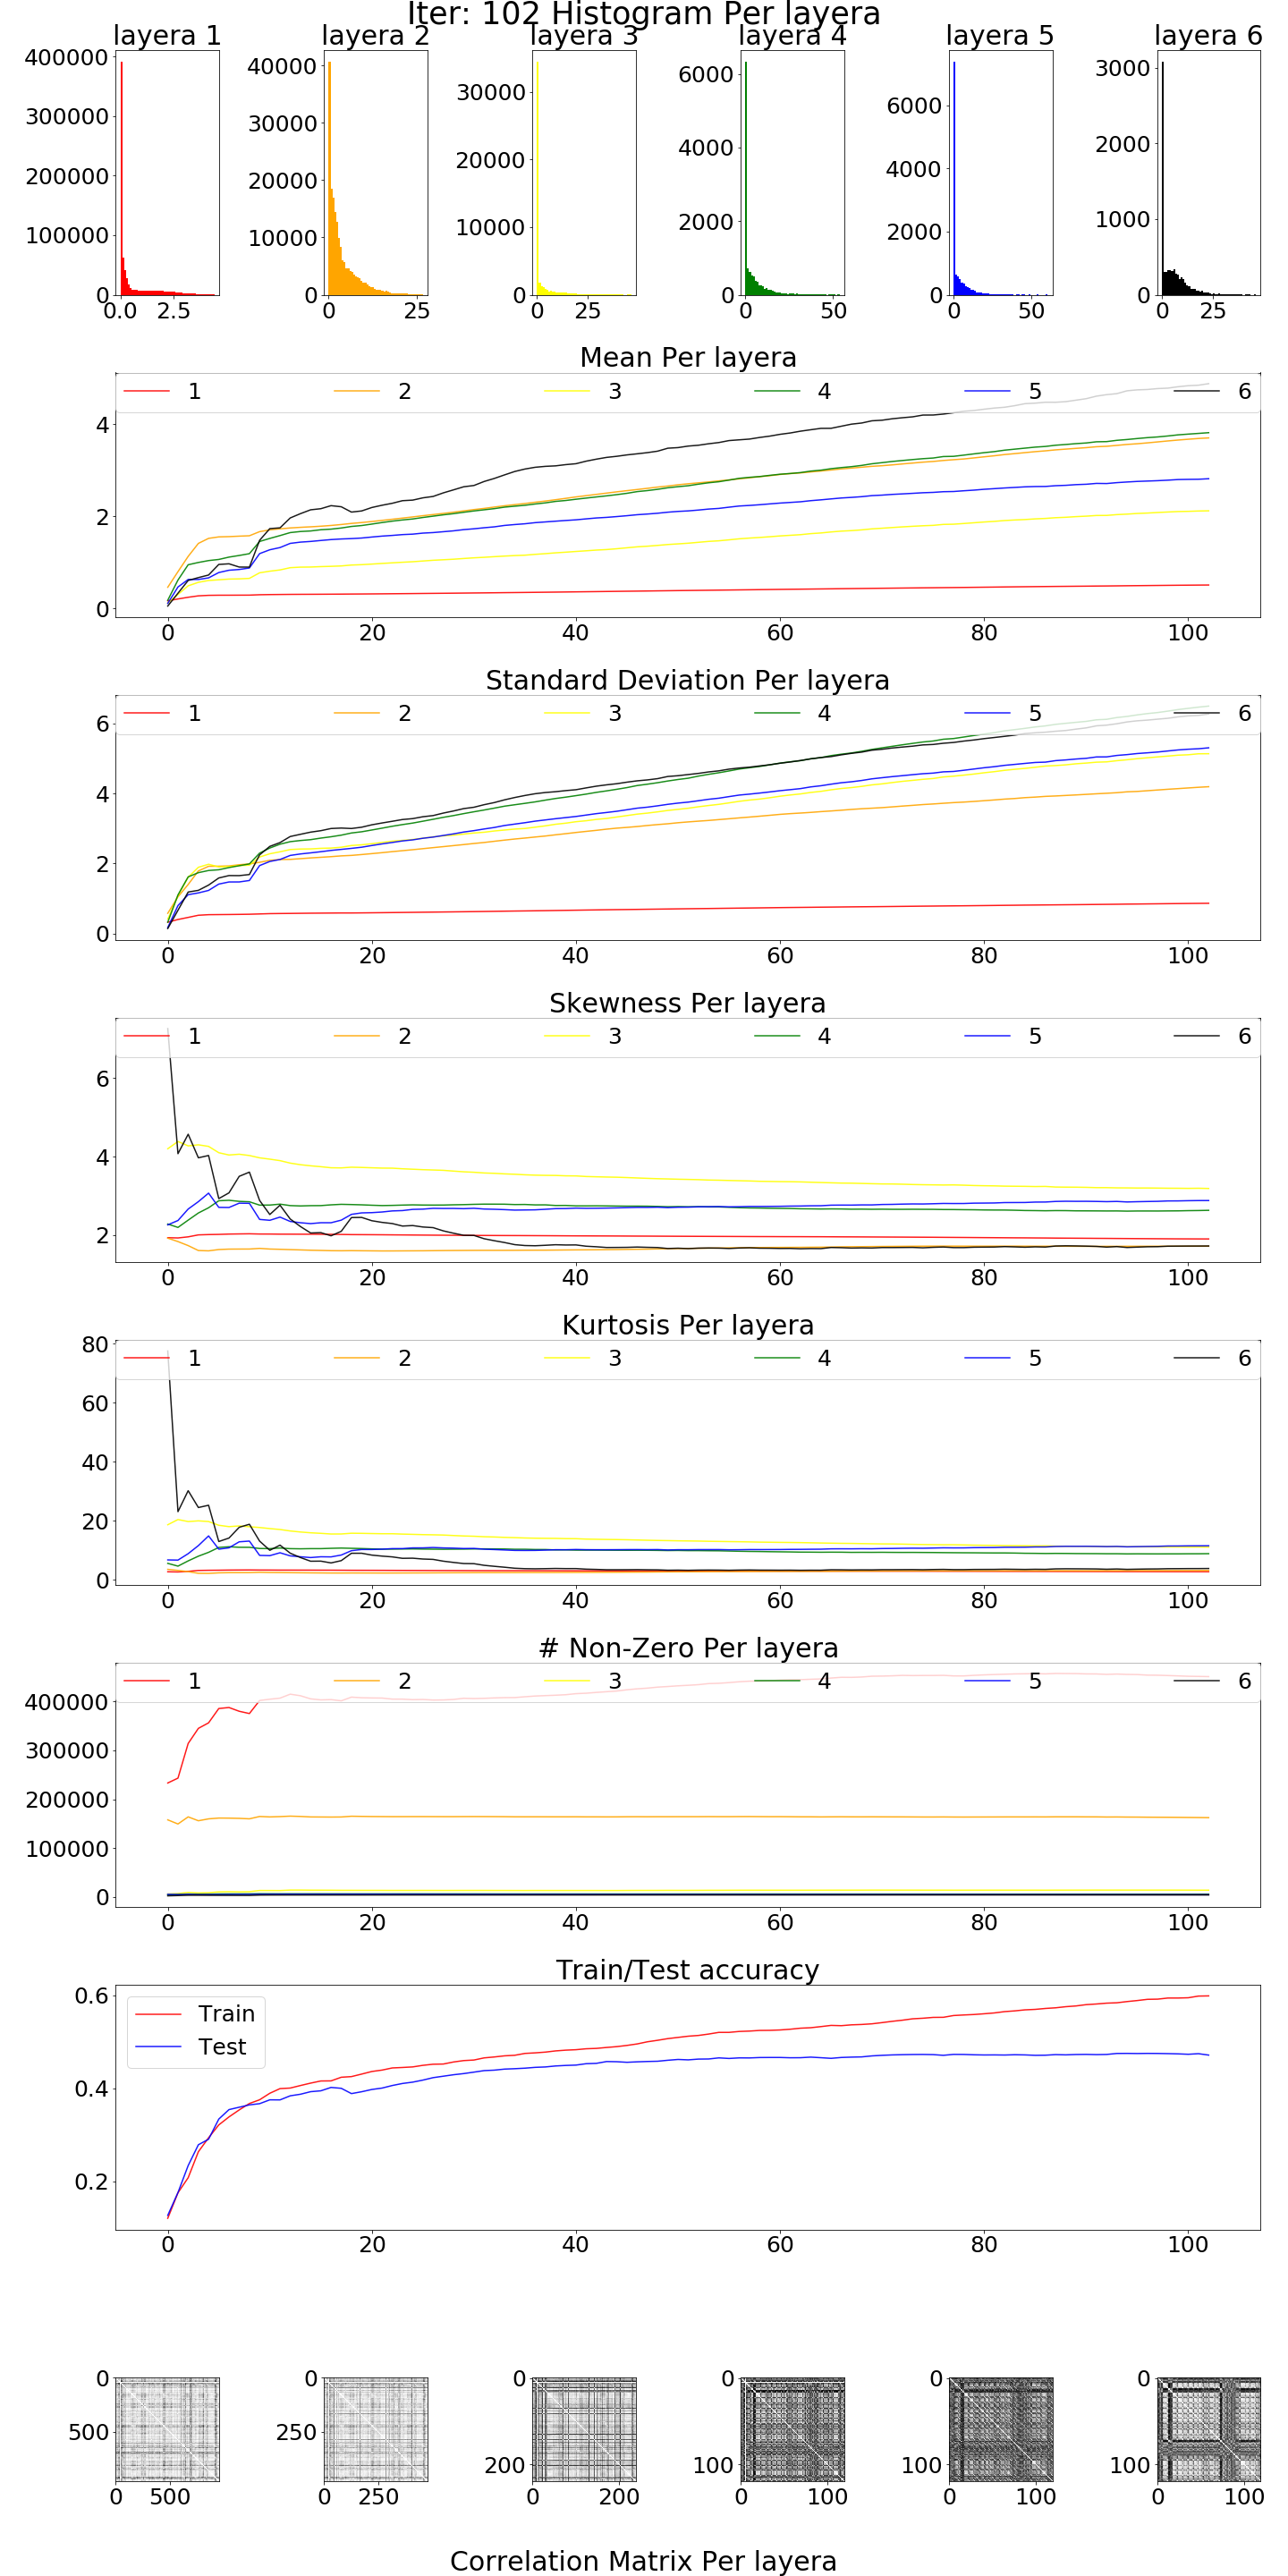 Iter: 102 Histogram Per layera
layera 1 layera 2 layera 3 layera 4 layera 5 layera 6
400000 300000 200000 100000 0
0.0 2.5
40000 30000 20000 10000 0
0 25
30000 20000 10000 0
0 25
6000 4000 2000 0
0 50
6000 4000 2000 0
0 50
3000 2000 1000 0
0 25
Mean Per layera
1 2 3 4 5 6
4
2
0
0 20 40 60 80 100
Standard Deviation Per layera
1 2 3 4 5 6
6
4
2
0
0 20 40 60 80 100
Skewness Per layera
1 2 3 4 5 6
6
4
2
0 20 40 60 80 100
Kurtosis Per layera
80
1 2 3 4 5 6
60
40
20
0
0 20 40 60 80 100
# Non-Zero Per layera
1 2 3 4 5 6
400000
300000
200000
100000
0
0 20 40 60 80 100
Train/Test accuracy
0.6
Train
Test
0.4
0.2
0 20 40 60 80 100
0 500
0 500
0 250
0 250
0 200
0 200
0 100
0 100
0 100
0 100
0 100
0 100
Correlation Matrix Per layera